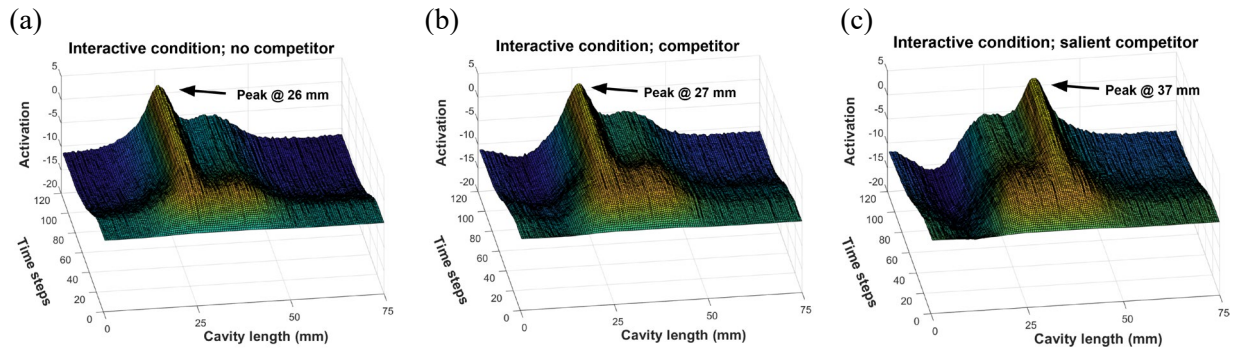 (a)
Interactive condition; no competitor
Peak @ 26 mm
Activation
5
0
-5
-10
-15
-20
120
100
80
60
40
20
0
Time steps
0
25
50
75
Cavity length (mm)
(b)
Interactive condition; competitor
Peak @ 27 mm
Activation
5
0
-5
-10
-15
-20
120
100
80
60
40
20
0
Time steps
0
25
50
75
Cavity length (mm)
(c)
Interactive condition; salient competitor
Peak @ 37 mm
Activation
5
0
-5
-10
-15
-20
120
100
80
60
40
20
0
Time steps
0
25
50
75
Cavity length (mm)